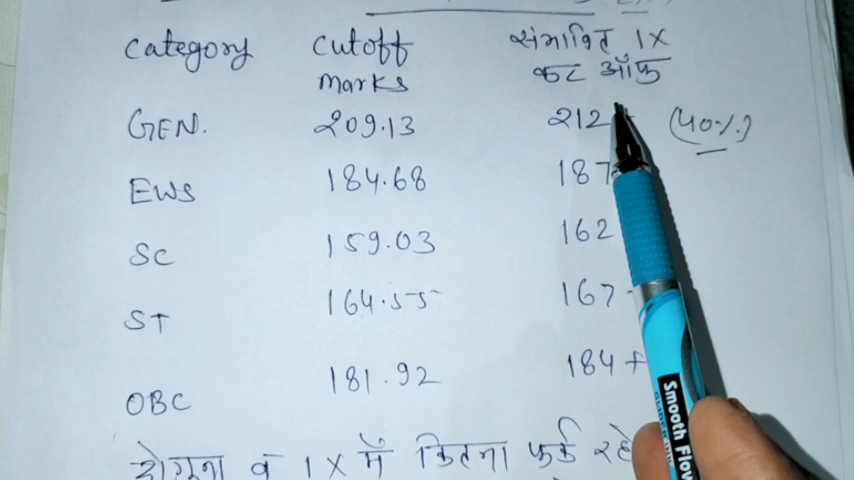 Category Cutoff marks संभावित 1X कट ऑफ
GEN. 209.13 212+ (40%)
EWS 184.68 187
SC 159.03 162
ST 164.55 167
OBC 181.92 184+
व 1X में कितना फर्क रहे
Smooth Flow